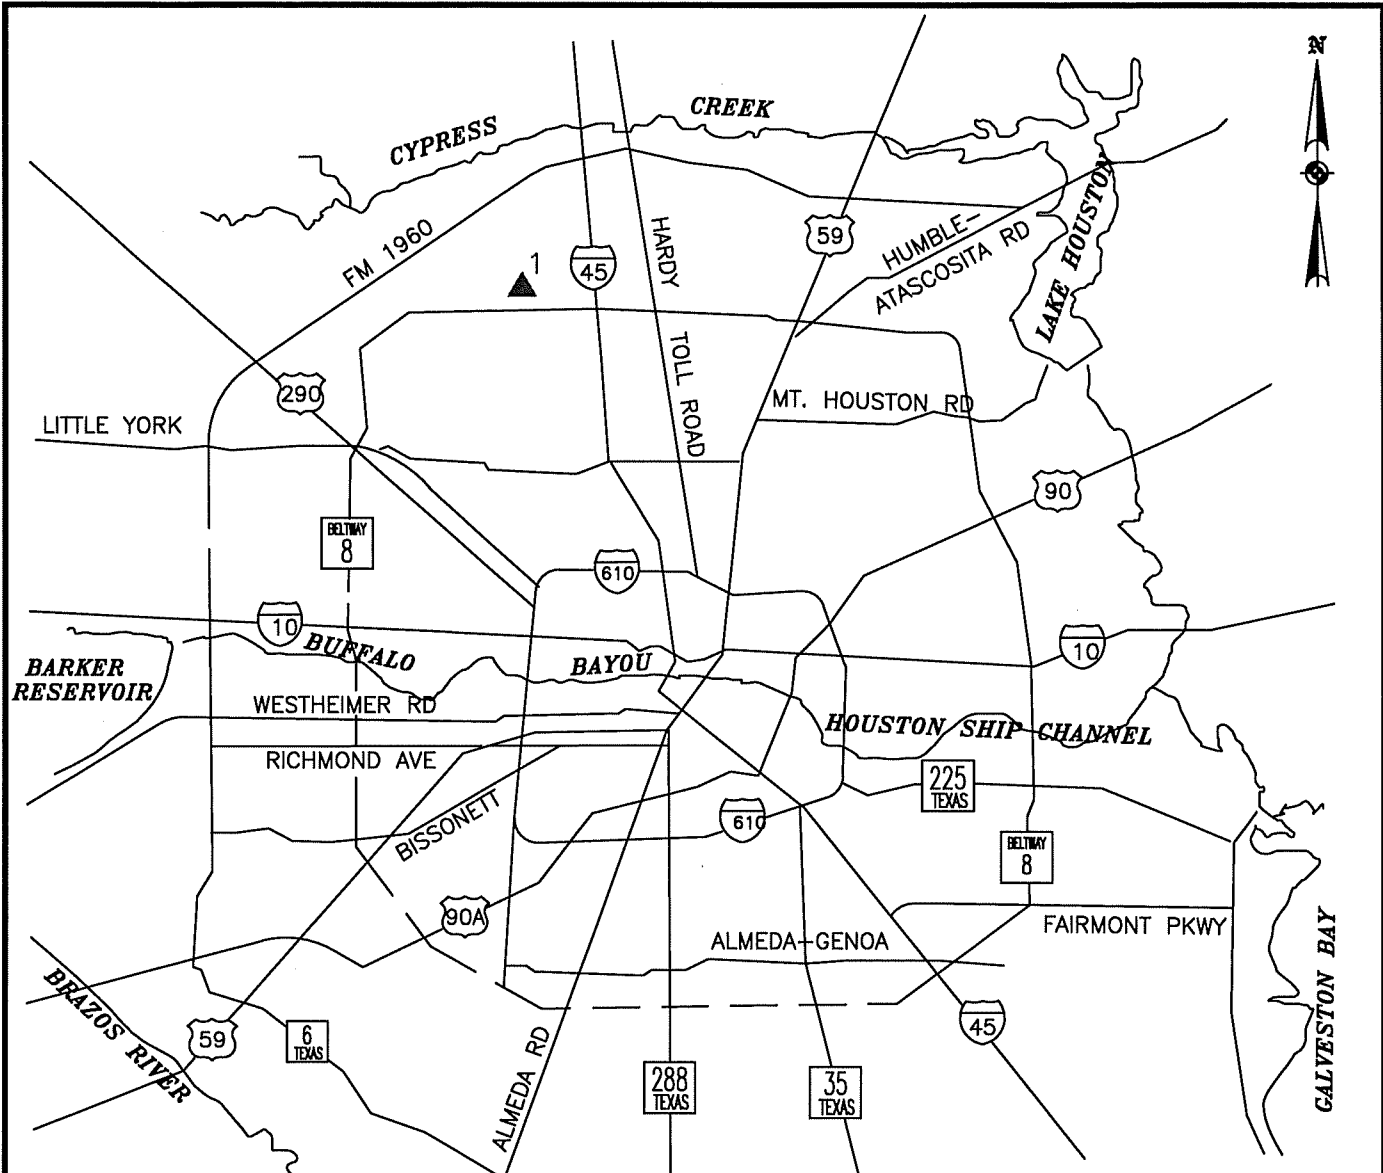 N
CREEK
CYPRESS
FM 1960
HARDY
TOLL ROAD
59
HUMBLE-
ATASCOSITA RD
LAKE HOUSTON
1
45
290
MT. HOUSTON RD
LITTLE YORK
90
BELTWAY
8
610
10
BUFFALO
BAYOU
10
BARKER
RESERVOIR
WESTHEIMER RD
HOUSTON SHIP CHANNEL
RICHMOND AVE
225
TEXAS
BISSONETT
610
BELTWAY
8
90A
FAIRMONT PKWY
ALMEDA-GENOA
GALVESTON BAY
BRAZOS RIVER
59
6
TEXAS
45
ALMEDA RD
288
TEXAS
35
TEXAS